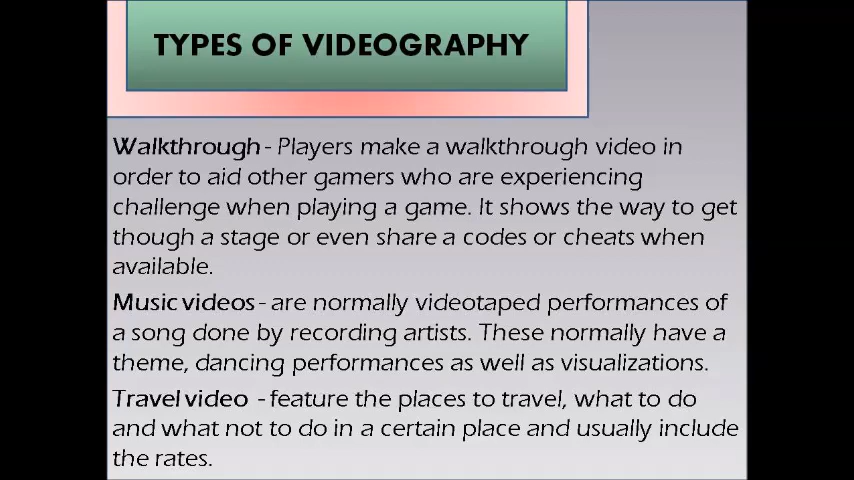 TYPES OF VIDEOGRAPHY
Walkthrough - Players make a walkthrough video in
order to aid other gamers who are experiencing
challenge when playing a game. It shows the way to get
though a stage or even share a codes or cheats when
available.
Music videos - are normally videotaped performances of
a song done by recording artists. These normally have a
theme, dancing performances as well as visualizations.
Travel video - feature the places to travel, what to do
and what not to do in a certain place and usually include
the rates.